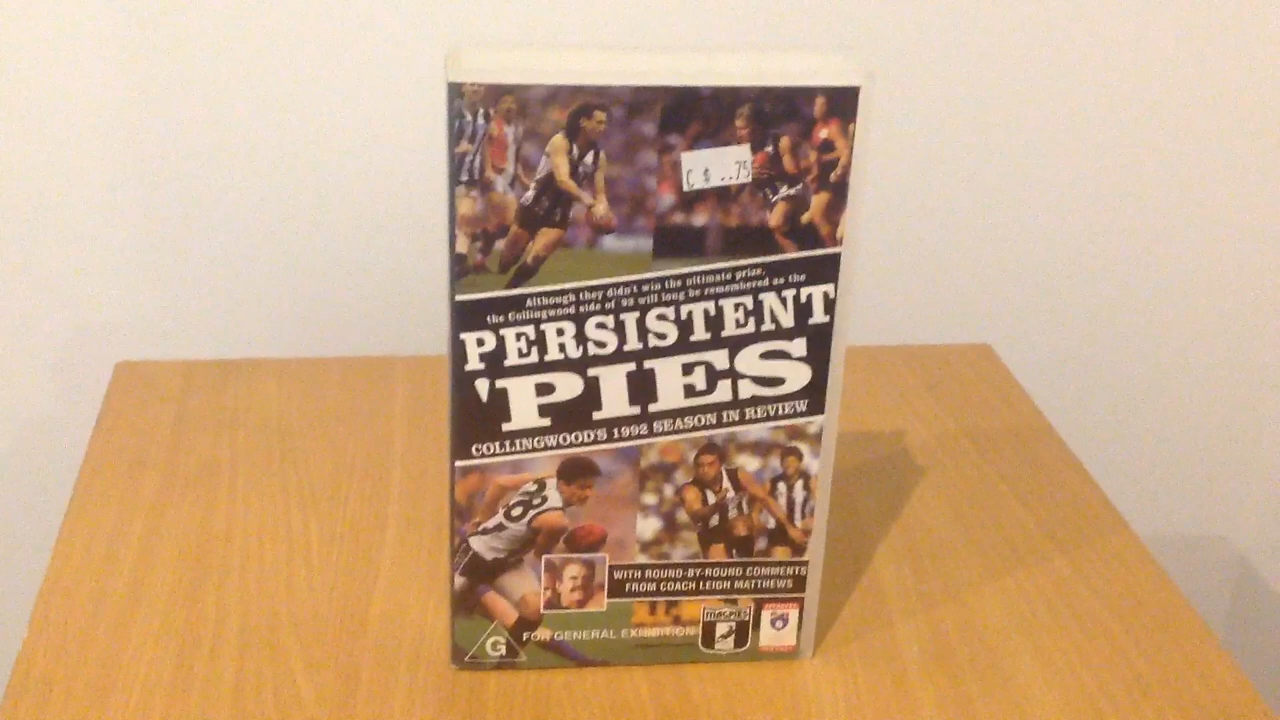 C $ ..75
Although they didn't win the ultimate prize,
the Collingwood side of '92 will long be remembered as the
PERSISTENT
'PIES
COLLINGWOOD'S 1992 SEASON IN REVIEW
28
WITH ROUND-BY-ROUND COMMENTS
FROM COACH LEIGH MATTHEWS
MAGPIES
G
FOR GENERAL EXHIBITION